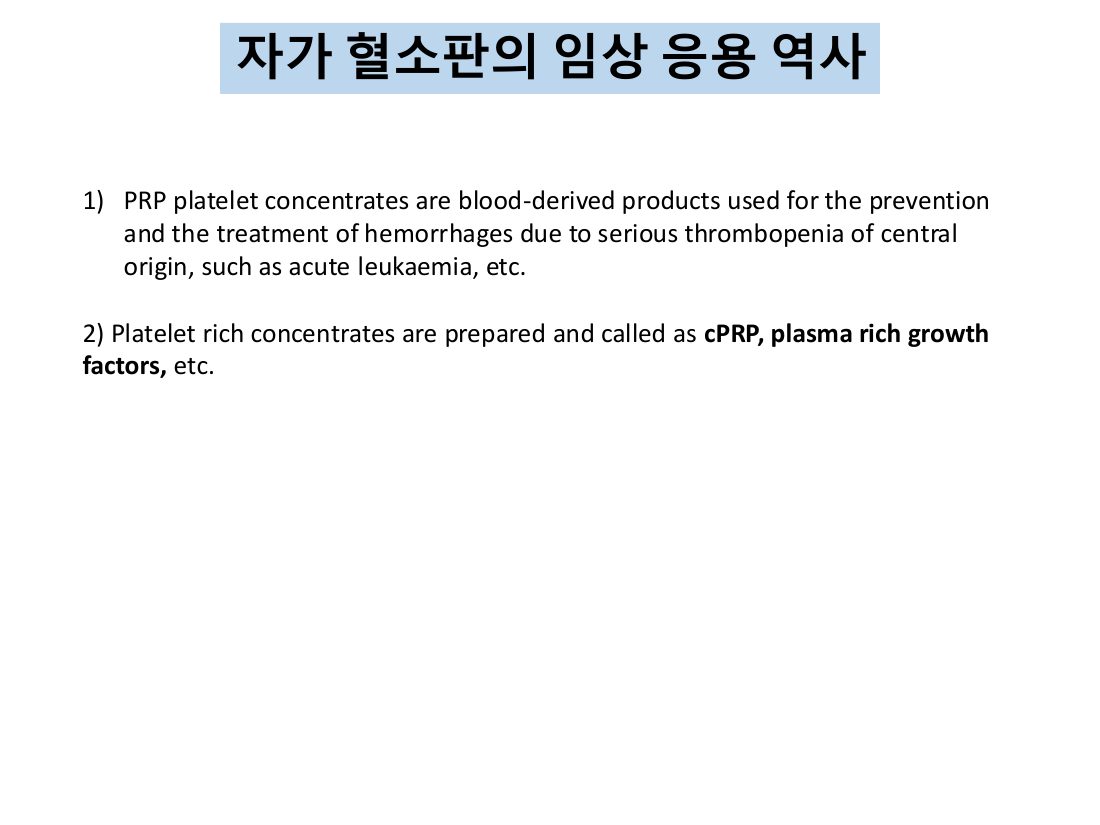 자가 혈소판의 임상 응용 역사
1) PRP platelet concentrates are blood-derived products used for the prevention
and the treatment of hemorrhages due to serious thrombopenia of central
origin, such as acute leukaemia, etc.
2) Platelet rich concentrates are prepared and called as cPRP, plasma rich growth
factors, etc.